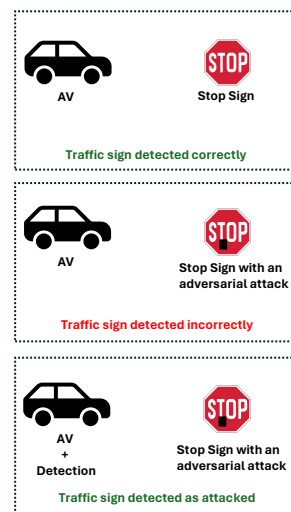 STOP
AV
Stop Sign
Traffic sign detected correctly
STOP
AV
Stop Sign with an
adversarial attack
Traffic sign detected incorrectly
STOP
AV
+
Detection
Stop Sign with an
adversarial attack
Traffic sign detected as attacked